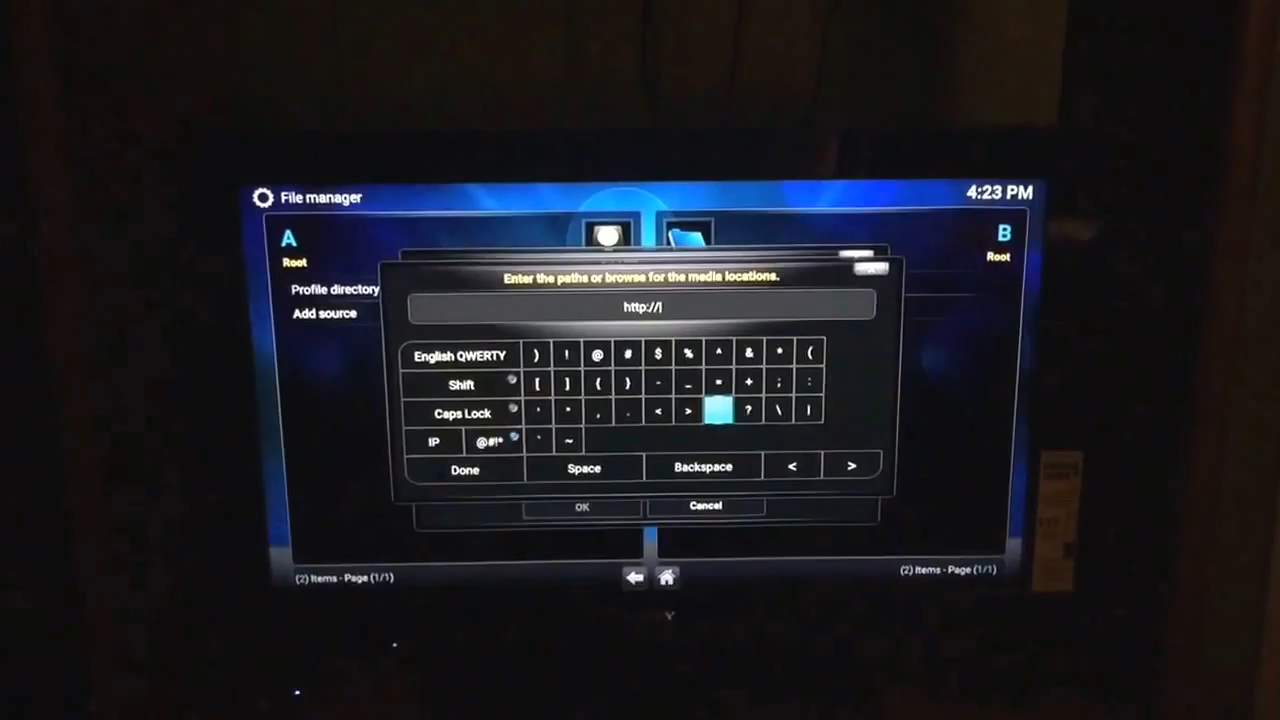 File manager
4:23 PM
A
B
Root
Root
Enter the paths or browse for the media locations.
Profile directory
http://|
Add source
English QWERTY ) ! @ # $ % ^ & * (
Shift [ ] { } - _ = + ; :
Caps Lock ' " , . < > ? \ |
IP @#!* ` ~
Done Space Backspace < >
OK Cancel
(2) Items - Page (1/1)
(2) Items - Page (1/1)